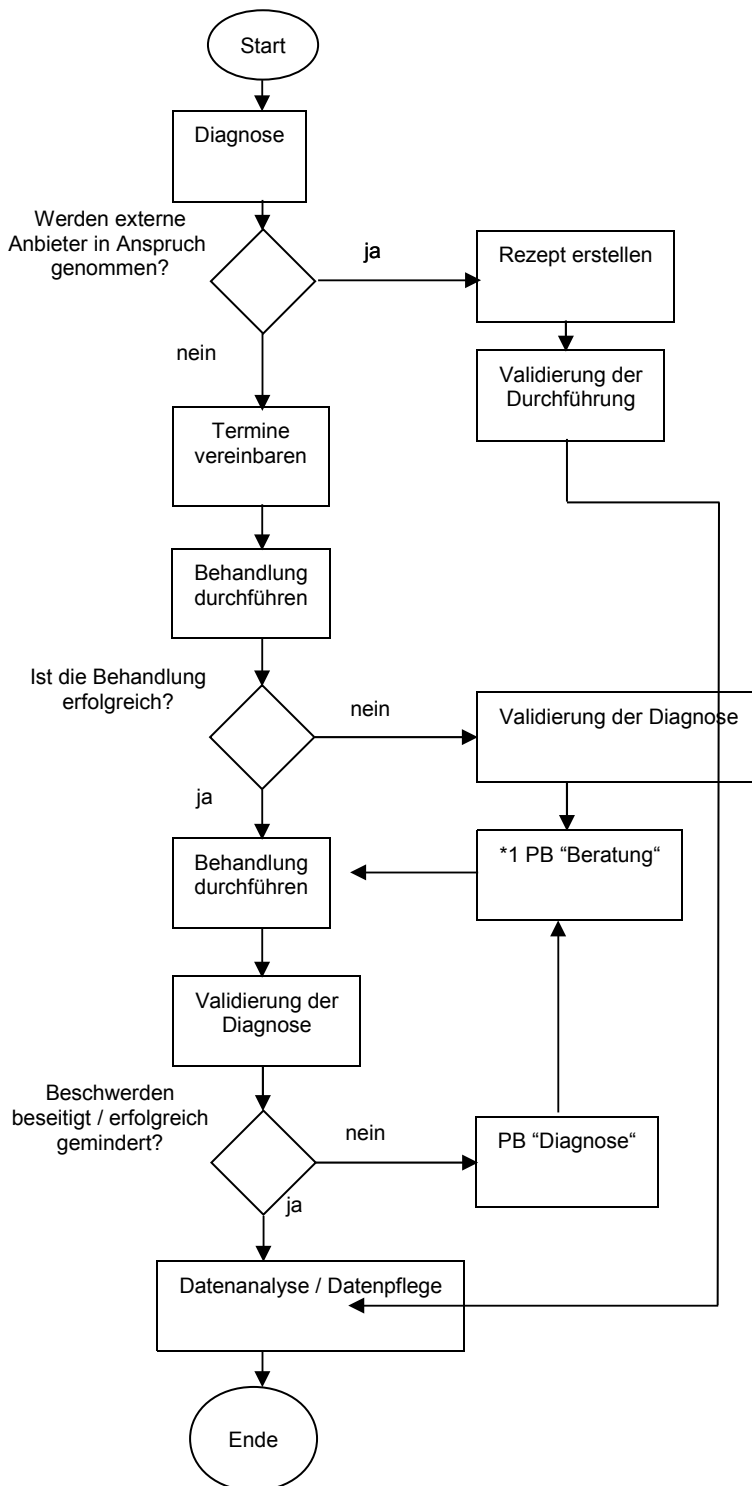 Start
Diagnose
Werden externe
Anbieter in Anspruch
genommen?
ja
Rezept erstellen
nein
Validierung der
Durchführung
Termine
vereinbaren
Behandlung
durchführen
Ist die Behandlung
erfolgreich?
nein
Validierung der Diagnose
ja
Behandlung
durchführen
*1 PB “Beratung“
Validierung der
Diagnose
Beschwerden
beseitigt / erfolgreich
gemindert?
nein
PB “Diagnose“
ja
Datenanalyse / Datenpflege
Ende